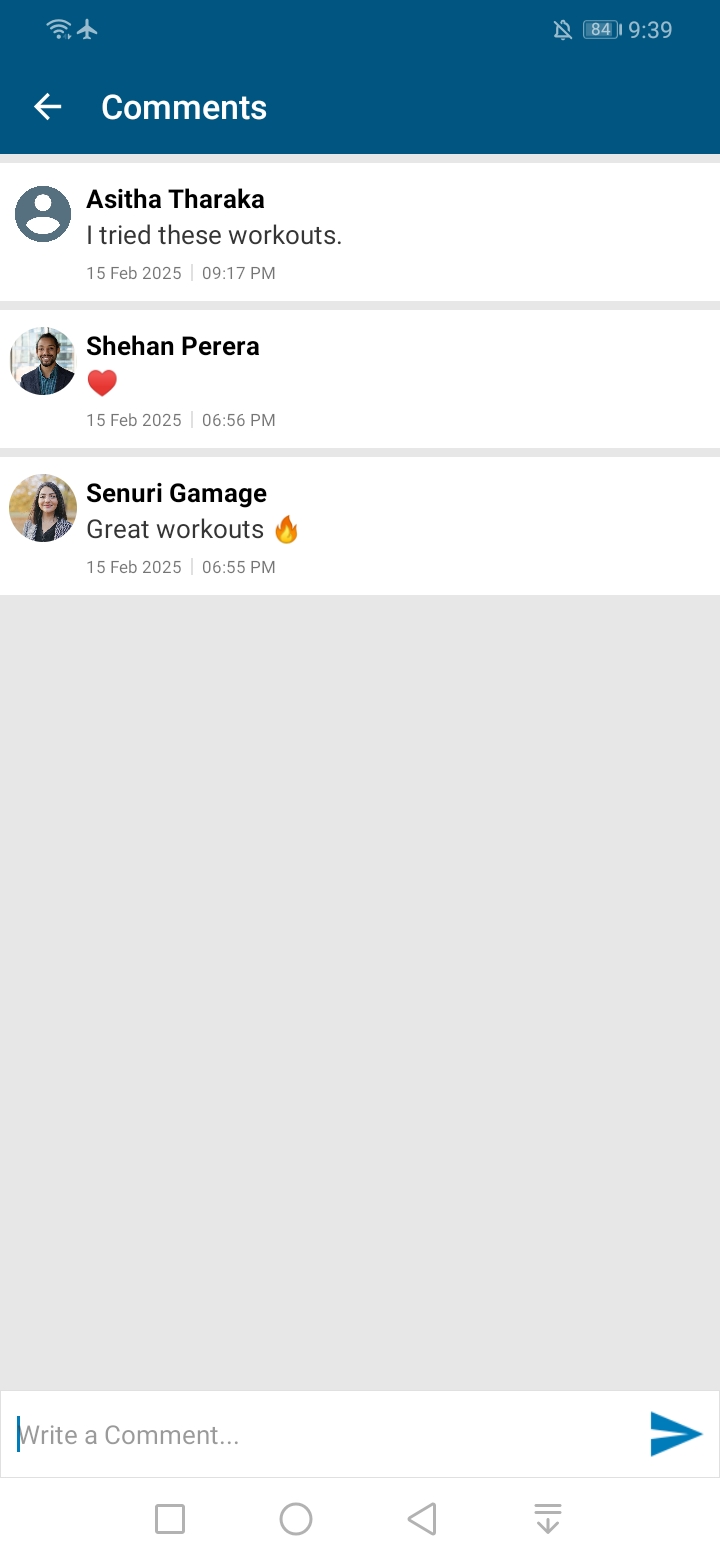 84 9:39
Comments
Asitha Tharaka
I tried these workouts.
15 Feb 2025 | 09:17 PM
Shehan Perera
❤️
15 Feb 2025 | 06:56 PM
Senuri Gamage
Great workouts 🔥
15 Feb 2025 | 06:55 PM
Write a Comment...